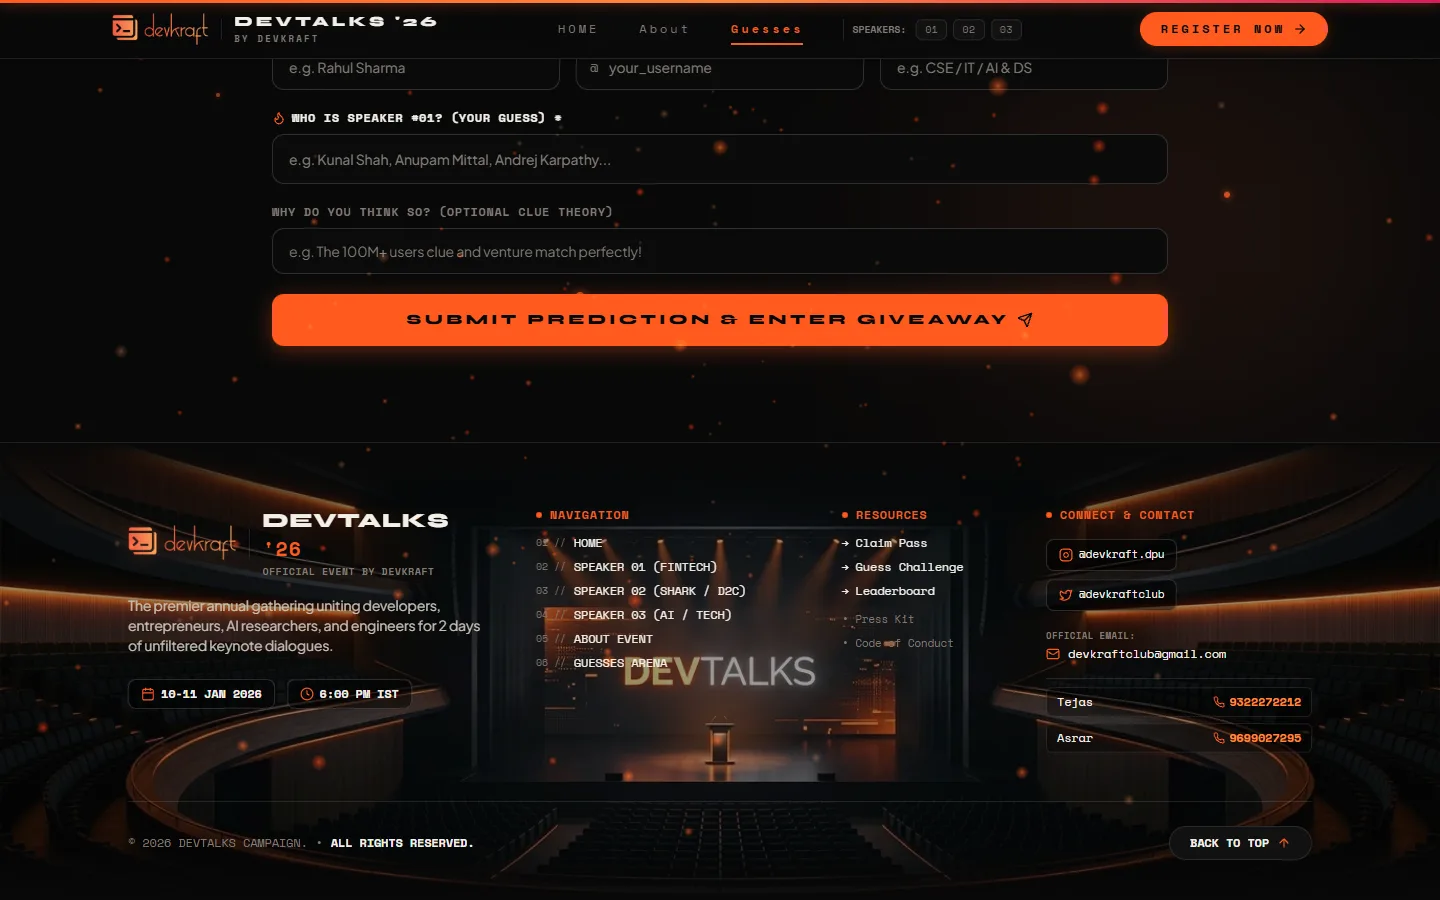 devkraft
DEVTALKS '26
BY DEVKRAFT
HOME
About
Guesses
SPEAKERS:
01
02
03
REGISTER NOW →
e.g. Rahul Sharma
@ your_username
e.g. CSE / IT / AI & DS
WHO IS SPEAKER #01? (YOUR GUESS) *
e.g. Kunal Shah, Anupam Mittal, Andrej Karpathy...
WHY DO YOU THINK SO? (OPTIONAL CLUE THEORY)
e.g. The 100M+ users clue and venture match perfectly!
SUBMIT PREDICTION & ENTER GIVEAWAY
devkraft
DEVTALKS
'26
OFFICIAL EVENT BY DEVKRAFT
The premier annual gathering uniting developers,
entrepreneurs, AI researchers, and engineers for 2 days
of unfiltered keynote dialogues.
10-11 JAN 2026
6:00 PM IST
NAVIGATION
01 // HOME
02 // SPEAKER 01 (FINTECH)
03 // SPEAKER 02 (SHARK / D2C)
04 // SPEAKER 03 (AI / TECH)
05 // ABOUT EVENT
06 // GUESSES ARENA
DEVTALKS
RESOURCES
→ Claim Pass
→ Guess Challenge
→ Leaderboard
• Press Kit
• Code of Conduct
CONNECT & CONTACT
@devkraft.dpu
@devkraftclub
OFFICIAL EMAIL:
devkraftclub@gmail.com
Tejas 9322272212
Asrar 9699027295
© 2026 DEVTALKS CAMPAIGN. • ALL RIGHTS RESERVED.
BACK TO TOP ↑